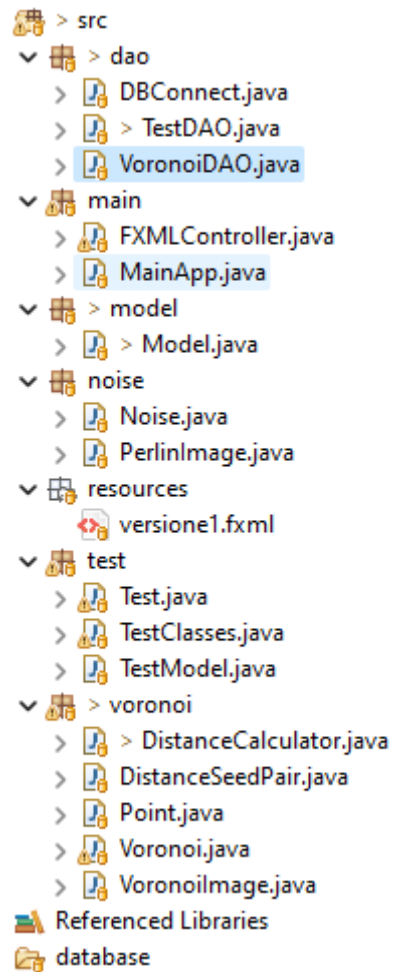 > src
> dao
DBConnect.java
> TestDAO.java
VoronoiDAO.java
main
FXMLController.java
MainApp.java
> model
> Model.java
noise
Noise.java
PerlinImage.java
resources
versione1.fxml
test
Test.java
TestClasses.java
TestModel.java
> voronoi
> DistanceCalculator.java
DistanceSeedPair.java
Point.java
Voronoi.java
VoronoiImage.java
Referenced Libraries
database